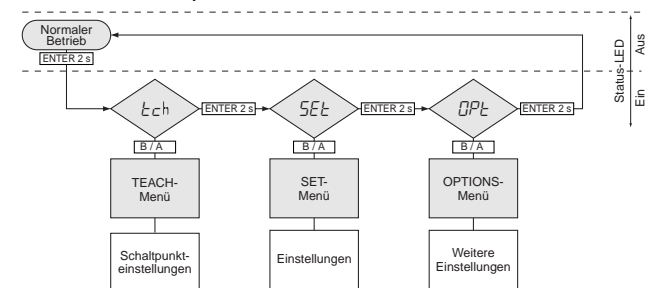 Normaler
Betrieb
ENTER 2 s
Status-LED
Aus
Ein
tch
ENTER 2 s
SEt
ENTER 2 s
OPt
ENTER 2 s
B / A
B / A
B / A
TEACH-
Menü
SET-
Menü
OPTIONS-
Menü
Schaltpunkt-
einstellungen
Einstellungen
Weitere
Einstellungen